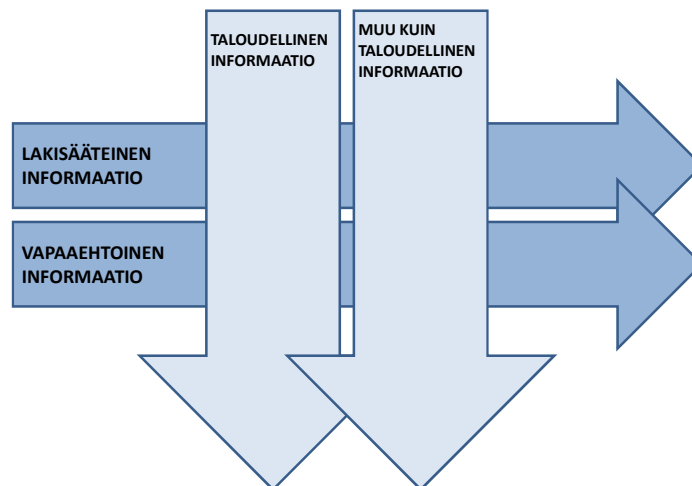 TALOUDELLINEN
INFORMAATIO
MUU KUIN
TALOUDELLINEN
INFORMAATIO
LAKISÄÄTEINEN
INFORMAATIO
VAPAAEHTOINEN
INFORMAATIO